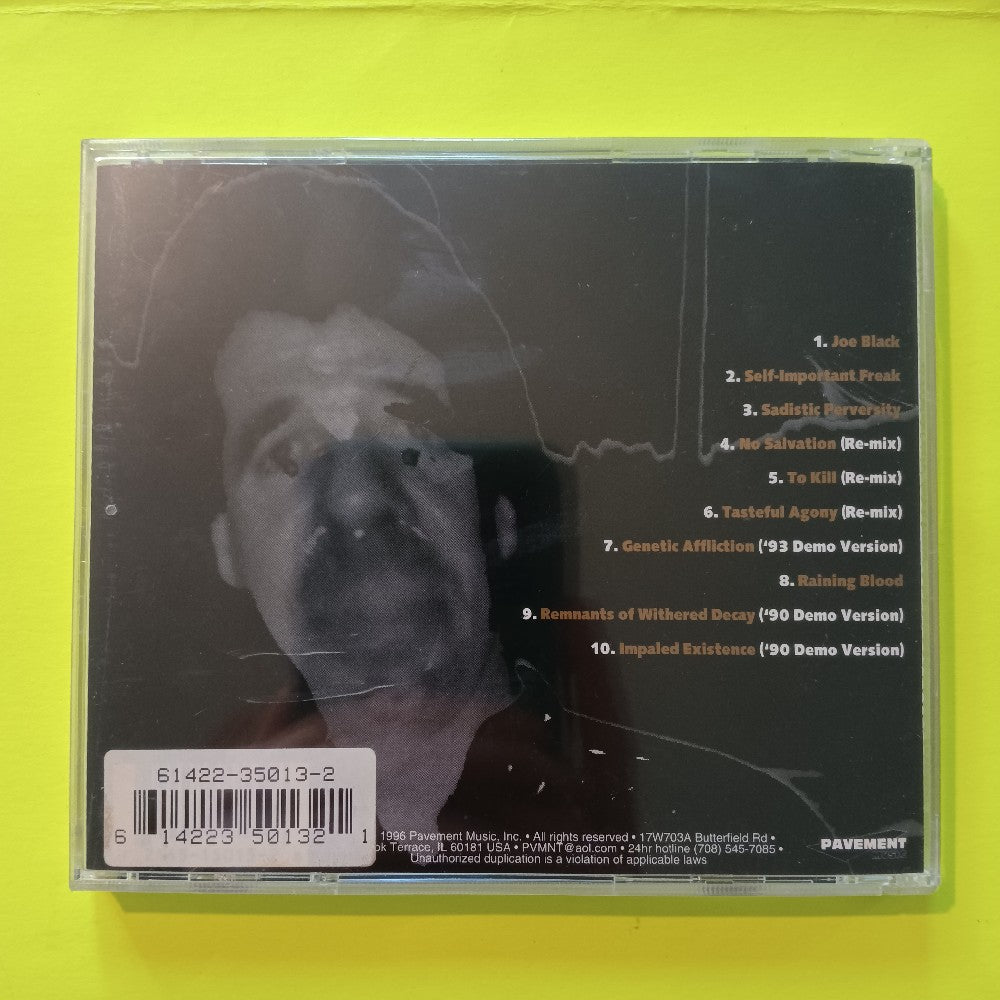 1. Joe Black
2. Self-Important Freak
3. Sadistic Perversity
4. No Salvation (Re-mix)
5. To Kill (Re-mix)
6. Tasteful Agony (Re-mix)
7. Genetic Affliction ('93 Demo Version)
8. Raining Blood
9. Remnants of Withered Decay ('90 Demo Version)
10. Impaled Existence ('90 Demo Version)
61422-35013-2
6 14223 50132 1
1996 Pavement Music, Inc. • All rights reserved • 17W703A Butterfield Rd •
ok Terrace, IL 60181 USA • PVMNT@aol.com • 24hr hotline (708) 545-7085 •
Unauthorized duplication is a violation of applicable laws
PAVEMENT